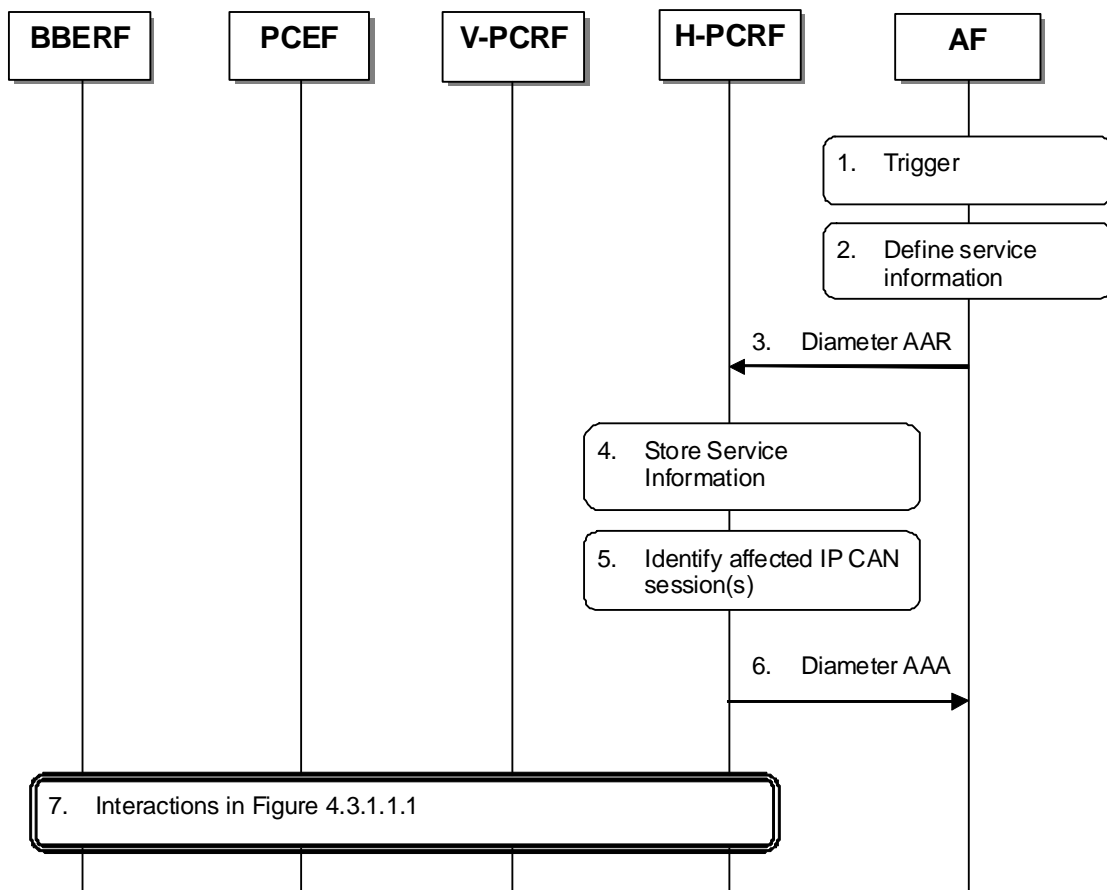 BBERF
PCEF
V-PCRF
H-PCRF
AF
1. Trigger
2. Define service
information
3. Diameter AAR
4. Store Service
Information
5. Identify affected IP CAN
session(s)
6. Diameter AAA
7. Interactions in Figure 4.3.1.1.1